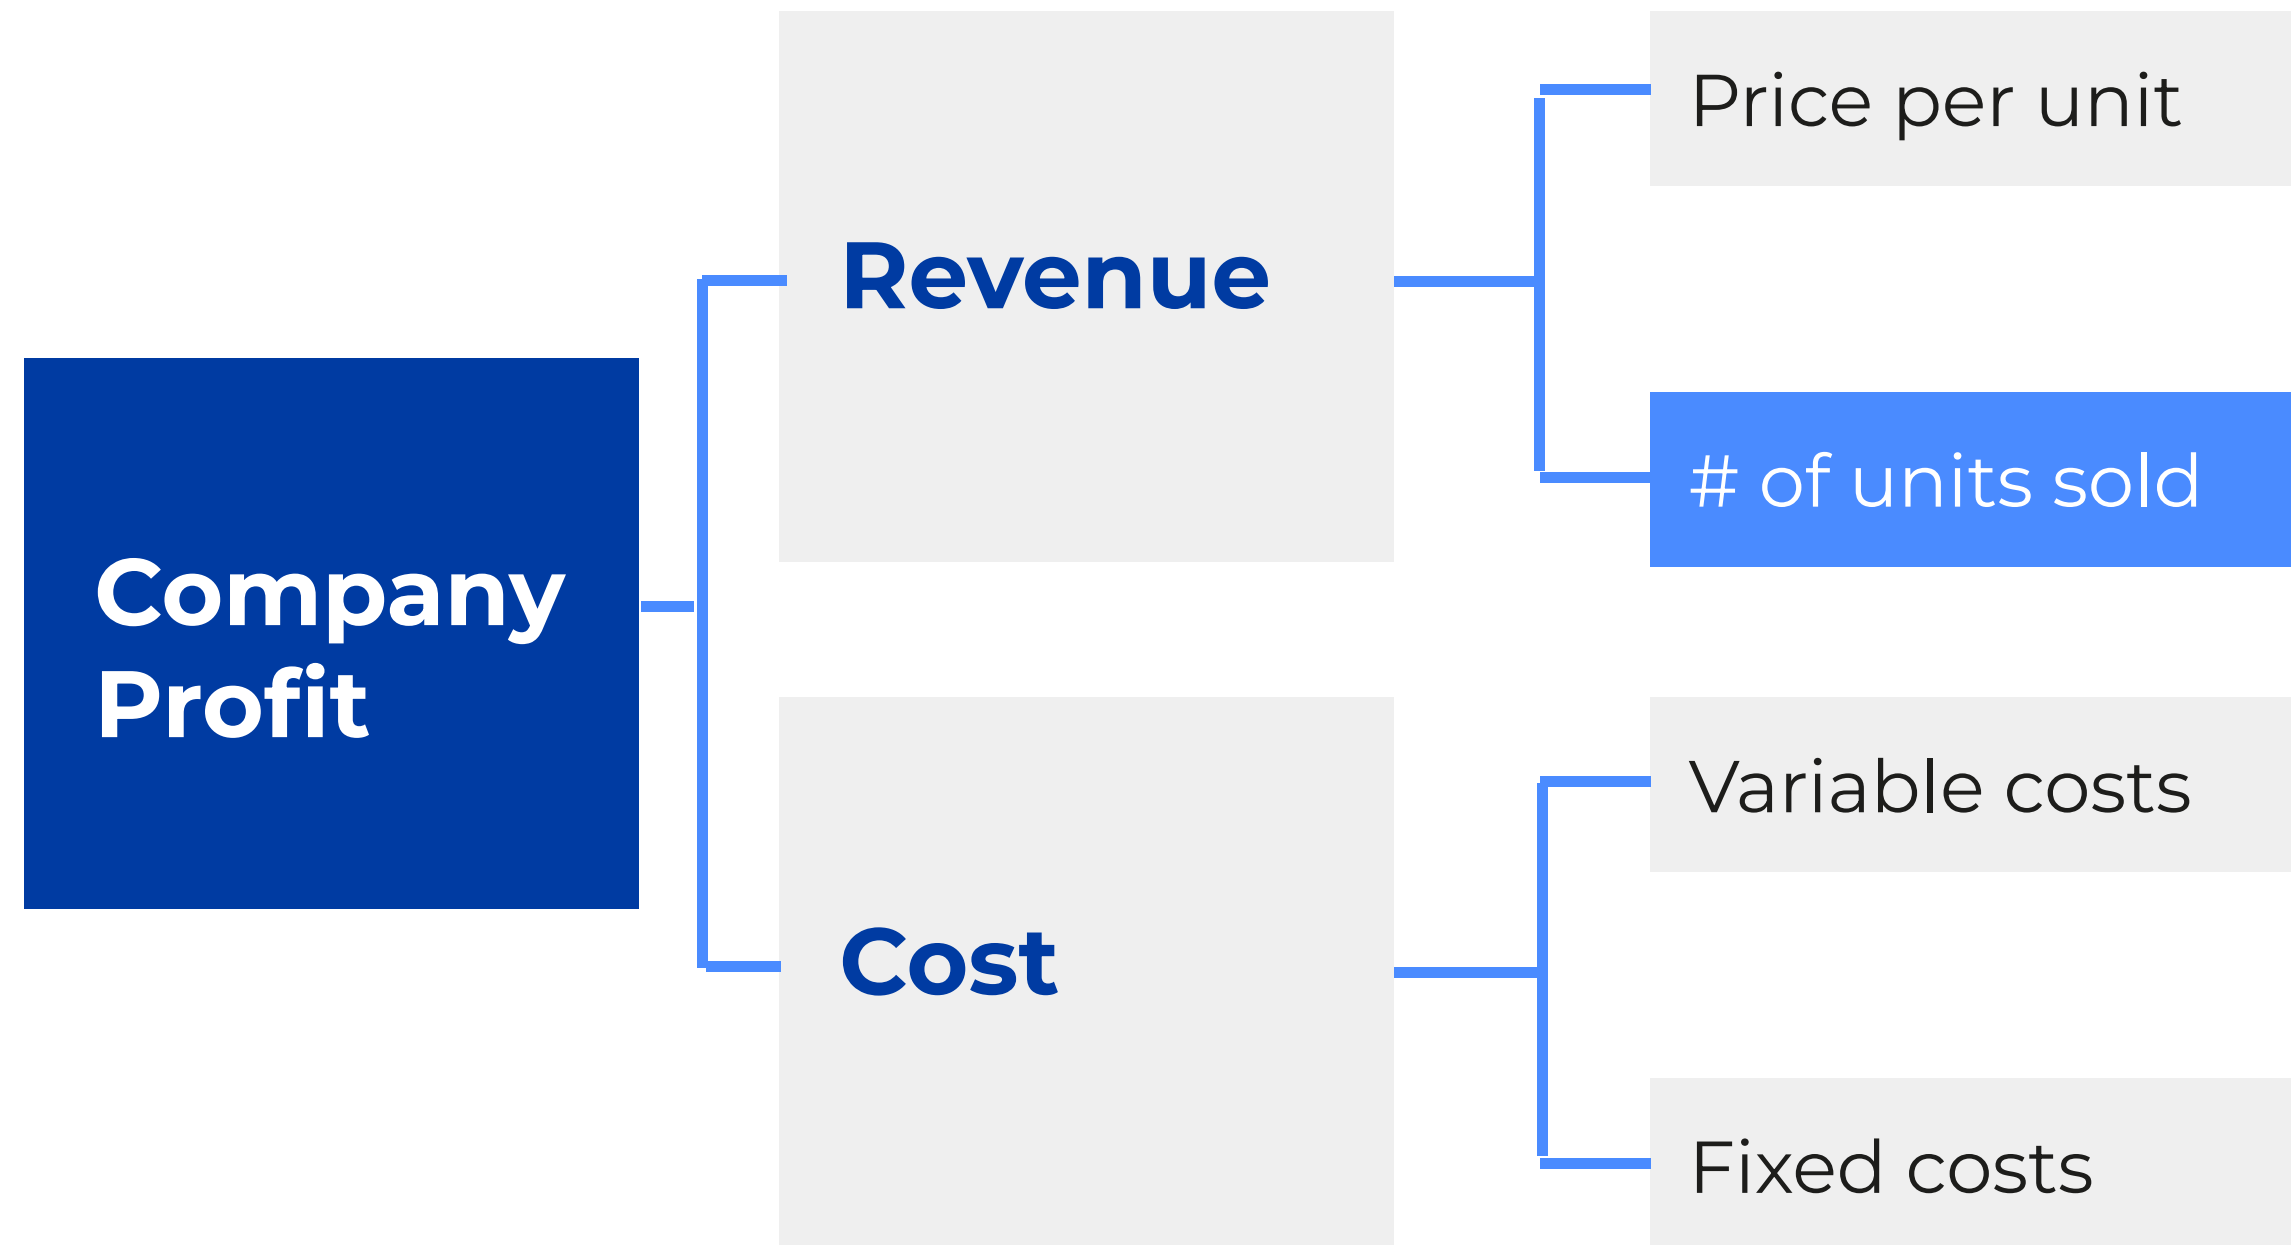 Company
Profit
Revenue
Price per unit
# of units sold
Cost
Variable costs
Fixed costs